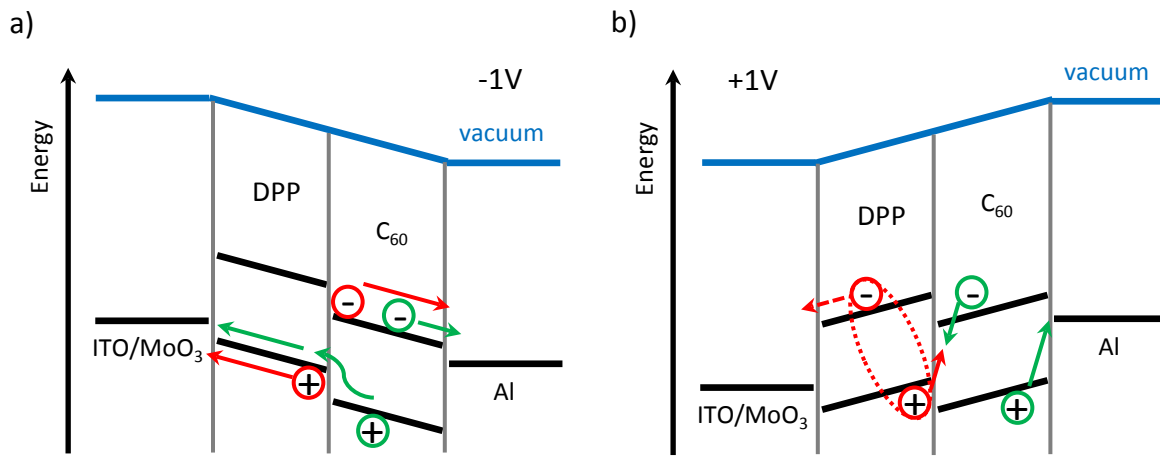 a)
-1V
vacuum
Energy
DPP
C₆₀
-
-
ITO/MoO₃
+
+
Al
b)
+1V
vacuum
Energy
DPP
C₆₀
-
-
ITO/MoO₃
+
+
Al